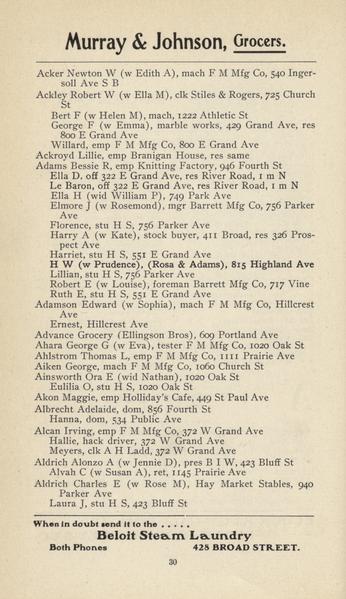 Murray & Johnson, Grocers.
Acker Newton W (w Edith A), mach F M Mfg Co, 540 Inger-
soll Ave S B
Ackley Robert W (w Ella M), clk Stiles & Rogers, 725 Church
St
Bert F (w Helen M), mach, 1222 Athletic St
George F (w Emma), marble works, 429 Grand Ave, res
800 E Grand Ave
Willard, emp F M Mfg Co, 800 E Grand Ave
Ackroyd Lillie, emp Branigan House, res same
Adams Bessie R, emp Knitting Factory, 946 Fourth St
Ella D. off 322 E Grand Ave, res River Road, 1 m N
Le Baron, off 322 E Grand Ave, res River Road, 1 m N
Ella H (wid William P), 749 Park Ave
Elmore J (w Rosemond), mgr Barrett Mfg Co, 756 Parker
Ave
Florence, stu H S, 756 Parker Ave
Harry A (w Kate), stock buyer, 411 Broad, res 326 Pros-
pect Ave
Harriet, stu H S, 551 E Grand Ave
H W (w Prudence), (Rosa & Adams), 815 Highland Ave
Lillian, stu H S, 756 Parker Ave
Robert E (w Louise), foreman Barrett Mfg Co, 717 Vine
Ruth E, stu H S, 551 E Grand Ave
Adamson Edward (w Sophia), mach F M Mfg Co, Hillcrest
Ave
Ernest, Hillcrest Ave
Advance Grocery (Ellingson Bros), 609 Portland Ave
Ahara George G (w Eva), tester F M Mfg Co, 1020 Oak St
Ahlstrom Thomas L, emp F M Mfg Co, 1111 Prairie Ave
Aiken George, mach F M Mfg Co, 1060 Church St
Ainsworth Ora E (wid Nathan), 1020 Oak St
Eulilia O, stu H S, 1020 Oak St
Akon Maggie, emp Holliday's Cafe, 449 St Paul Ave
Albrecht Adelaide, dom, 856 Fourth St
Hanna, dom, 534 Public Ave
Alcan Irving, emp F M Mfg Co, 372 W Grand Ave
Hallie, hack driver, 372 W Grand Ave
Meyers, clk A H Ladd, 372 W Grand Ave
Aldrich Alonzo A (w Jennie D), pres B I W, 423 Bluff St
Alvah C (w Susan A), ret, 1145 Prairie Ave
Aldrich Charles E (w Rose M), Hay Market Stables, 940
Parker Ave
Laura J, stu H S, 423 Bluff St
When in doubt send it to the . . . . .
Beloit Steam Laundry
Both Phones 428 BROAD STREET.
30